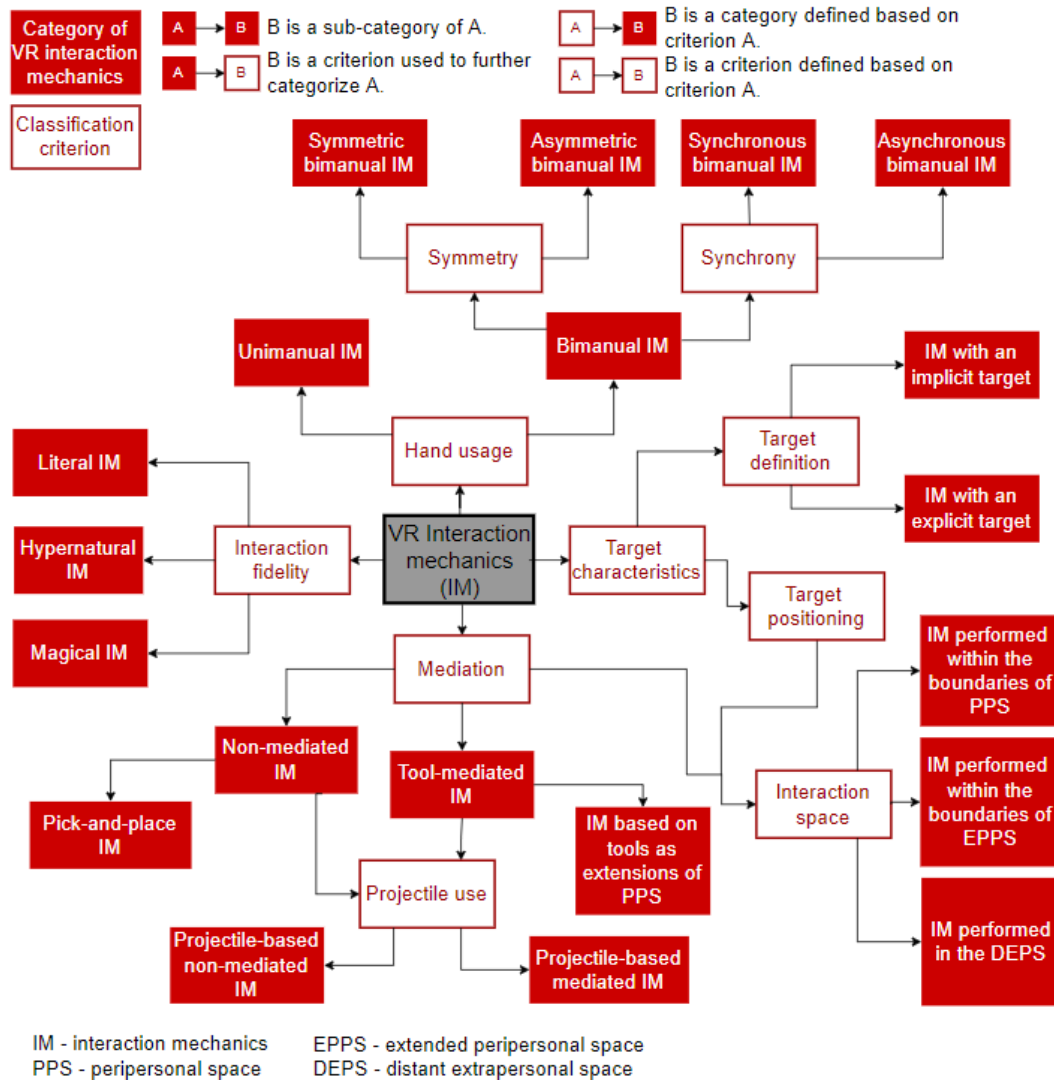 Category of
VR interaction
mechanics
A
B
B is a sub-category of A.
A
B
B is a category defined based on
criterion A.
A
B
B is a criterion used to further
categorize A.
A
B
B is a criterion defined based on
criterion A.
Classification
criterion
Symmetric
bimanual IM
Asymmetric
bimanual IM
Synchronous
bimanual IM
Asynchronous
bimanual IM
Symmetry
Synchrony
Unimanual IM
Bimanual IM
IM with an
implicit target
Hand usage
Target
definition
Literal IM
IM with an
explicit target
Hypernatural
IM
Interaction
fidelity
VR Interaction
mechanics
(IM)
Target
characteristics
Target
positioning
Magical IM
Mediation
IM performed
within the
boundaries of
PPS
Non-mediated
IM
Tool-mediated
IM
Interaction
space
IM performed
within the
boundaries of
EPPS
Pick-and-place
IM
IM based on
tools as
extensions of
PPS
Projectile use
IM performed
in the DEPS
Projectile-based
non-mediated
IM
Projectile-based
mediated IM
IM - interaction mechanics
EPPS - extended peripersonal space
PPS - peripersonal space
DEPS - distant extrapersonal space